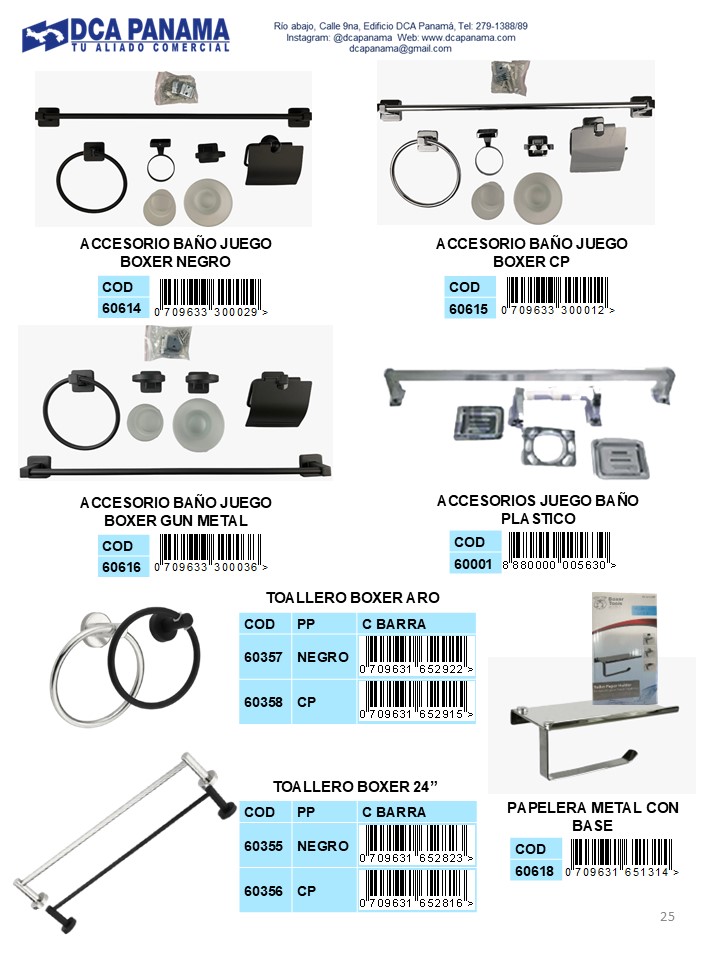 DCA PANAMA
TU ALIADO COMERCIAL
Río abajo, Calle 9na, Edificio DCA Panamá, Tel: 279-1388/89
Instagram: @dcapanama Web: www.dcapanama.com
dcapanama@gmail.com
ACCESORIO BAÑO JUEGO
BOXER NEGRO
COD
60614
0 709633 300029 >
ACCESORIO BAÑO JUEGO
BOXER CP
COD
60615
0 709633 300012 >
ACCESORIO BAÑO JUEGO
BOXER GUN METAL
COD
60616
0 709633 300036 >
ACCESORIOS JUEGO BAÑO
PLASTICO
COD
60001
8 880000 005630 >
TOALLERO BOXER ARO
COD PP C BARRA
60357 NEGRO 0 709631 652922 >
60358 CP 0 709631 652915 >
TOALLERO BOXER 24”
COD PP C BARRA
60355 NEGRO 0 709631 652823 >
60356 CP 0 709631 652816 >
Boxer
Tools
Toilet Paper Holder
PAPELERA METAL CON
BASE
COD
60618
0 709631 651314 >
25